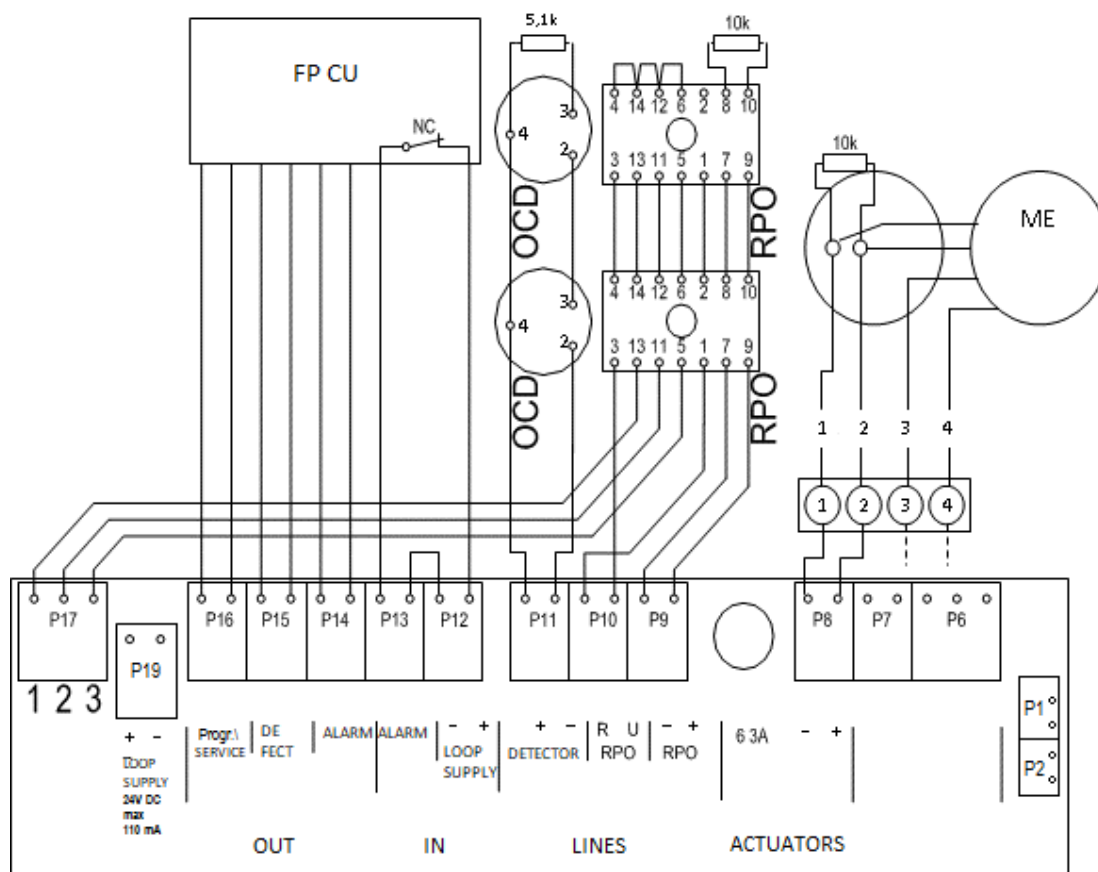 5,1k
10k
FP CU
NC
3
4
2
OCD
4 14 12 6 2 8 10
3 13 11 5 1 7 9
RPO
10k
ME
3
4
2
OCD
4 14 12 6 2 8 10
3 13 11 5 1 7 9
RPO
1 2 3 4
1 2 3 4
P17 P16 P15 P14 P13 P12 P11 P10 P9 P8 P7 P6
P19
1 2 3
P1
P2
+ -
LOOP
SUPPLY
24V DC
max
110 mA
Progr.\
SERVICE
DE
FECT
ALARM
ALARM
- +
LOOP
SUPPLY
+ -
DETECTOR
R U
RPO
- +
RPO
6 3A
- +
OUT IN LINES ACTUATORS